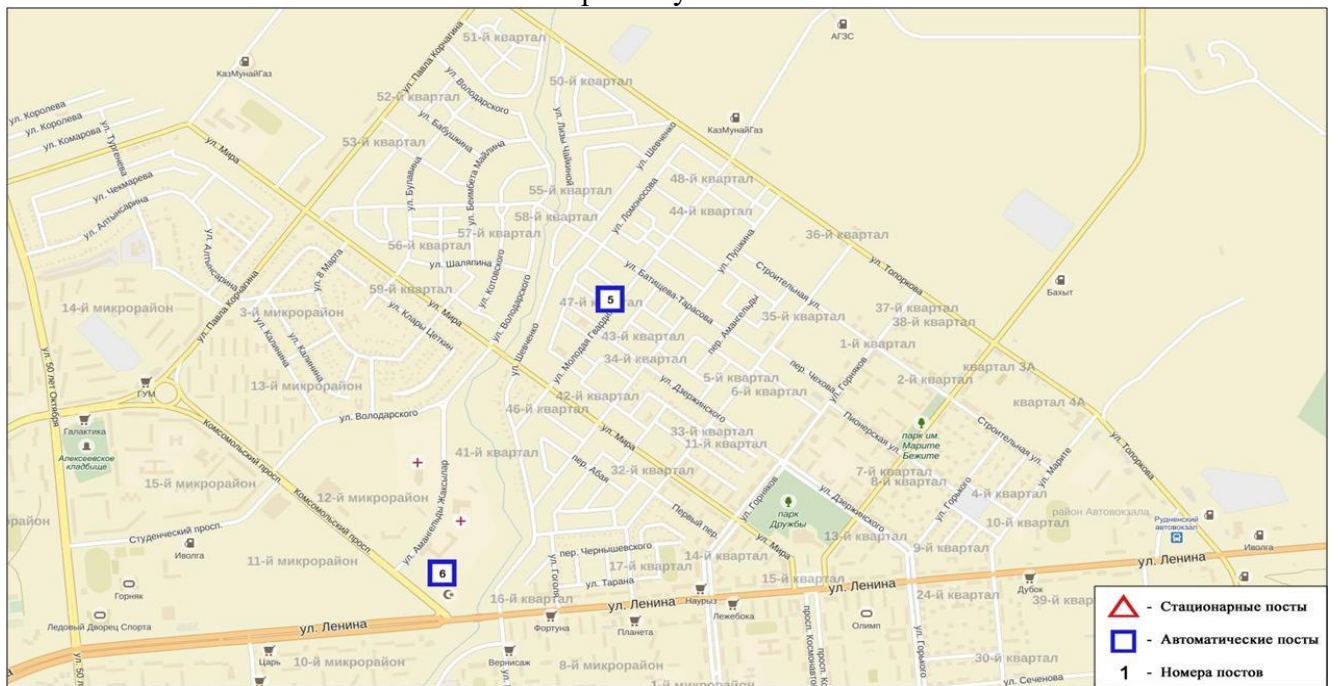 51-й квартал
АГЗС
ул. Павла Корчагина
КазМунайГаз
50-й квартал
ул. Володарского
52-й квартал
ул. Королева
ул. Королева
ул. Комарова
ул. Тургенева
ул. Бабушкина
ул. Лизы Чайкиной
КазМунайГаз
ул. Мира
53-й квартал
ул. Шевченко
ул. Беимбета Майлина
ул. Булавина
48-й квартал
ул. Чекмарева
55-й квартал
ул. Ломоносова
44-й квартал
ул. Алтынсарина
58-й квартал
57-й квартал
36-й квартал
ул. Пушкина
56-й квартал
ул. Алтынсарина
ул. 8 Марта
ул. Шаляпина
ул. Котовского
ул. Батищева-Тарасова
Строительная ул.
ул. Топоркова
Бахыт
59-й квартал
47-й квартал
5
14-й микрорайон
ул. Павла Корчагина
3-й микрорайон
ул. Клары Цеткин
ул. Мира
ул. Володарского
пер. Амангельды
37-й квартал
38-й квартал
35-й квартал
ул. Калинина
ул. Калинина
ул. Шевченко
ул. Молодая Гвардия
43-й квартал
34-й квартал
1-й квартал
ул. 50 лет Октября
пер. Чехова
ул. Горняков
2-й квартал
квартал 3А
13-й микрорайон
5-й квартал
6-й квартал
ГУМ
ул. Дзержинского
42-й квартал
46-й квартал
квартал 4А
ул. Володарского
Галактика
Комсомольский просп.
ул. Мира
33-й квартал
11-й квартал
Пионерская ул.
парк им.
Марите
Бежите
Строительная ул.
ул. Топоркова
Алексеевское
кладбище
41-й квартал
пер. Абая
32-й квартал
7-й квартал
8-й квартал
ул. Марите
15-й микрорайон
12-й микрорайон
ул. Амангельды Жаксылар
ул. Горняков
ул. Дзержинского
ул. Горького
4-й квартал
парк
Дружбы
Первый пер.
10-й квартал
район Автовокзала
Рудненский
автовокзал
Студенческий просп.
Комсомольский просп.
Иволга
ул. Мира
13-й квартал
9-й квартал
Иволга
11-й микрорайон
пер. Чернышевского
14-й квартал
17-й квартал
6
ул. Гоголя
ул. Тарана
15-й квартал
ул. Ленина
Горняк
16-й квартал
ул. Ленина
Наурыз
Лежебока
24-й квартал
Дубок
Ледовый Дворец Спорта
ул. Ленина
Фортуна
Планета
Олимп
просп. Космонавтов
ул. Горького
Царь
10-й микрорайон
Вернисаж
8-й микрорайон
30-й квартал
ул. Сеченова
1-й микрорайон
- Стационарные посты
- Автоматические посты
1 - Номера постов